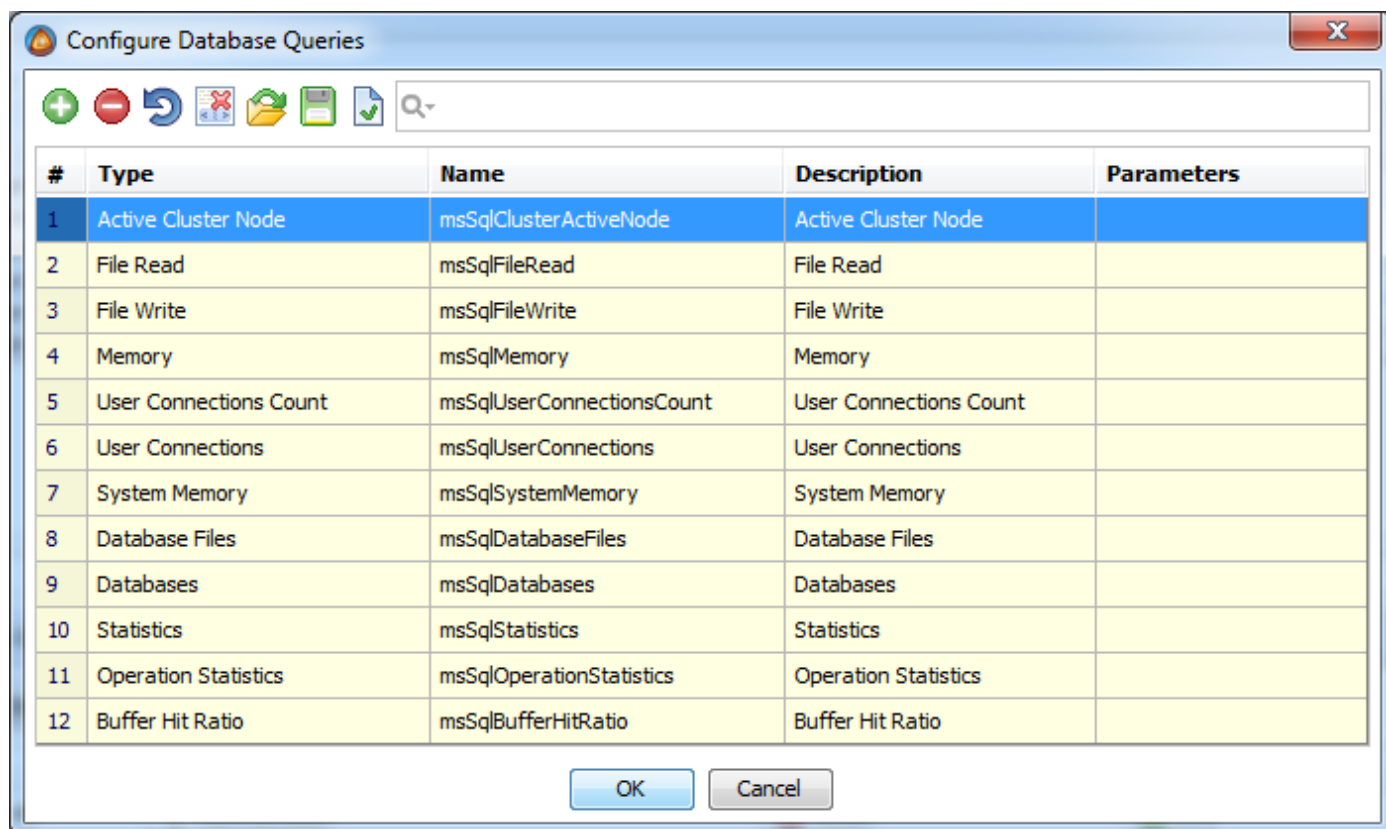 Configure Database Queries
# Type Name Description Parameters
1 Active Cluster Node msSqlClusterActiveNode Active Cluster Node
2 File Read msSqlFileRead File Read
3 File Write msSqlFileWrite File Write
4 Memory msSqlMemory Memory
5 User Connections Count msSqlUserConnectionsCount User Connections Count
6 User Connections msSqlUserConnections User Connections
7 System Memory msSqlSystemMemory System Memory
8 Database Files msSqlDatabaseFiles Database Files
9 Databases msSqlDatabases Databases
10 Statistics msSqlStatistics Statistics
11 Operation Statistics msSqlOperationStatistics Operation Statistics
12 Buffer Hit Ratio msSqlBufferHitRatio Buffer Hit Ratio
OK Cancel